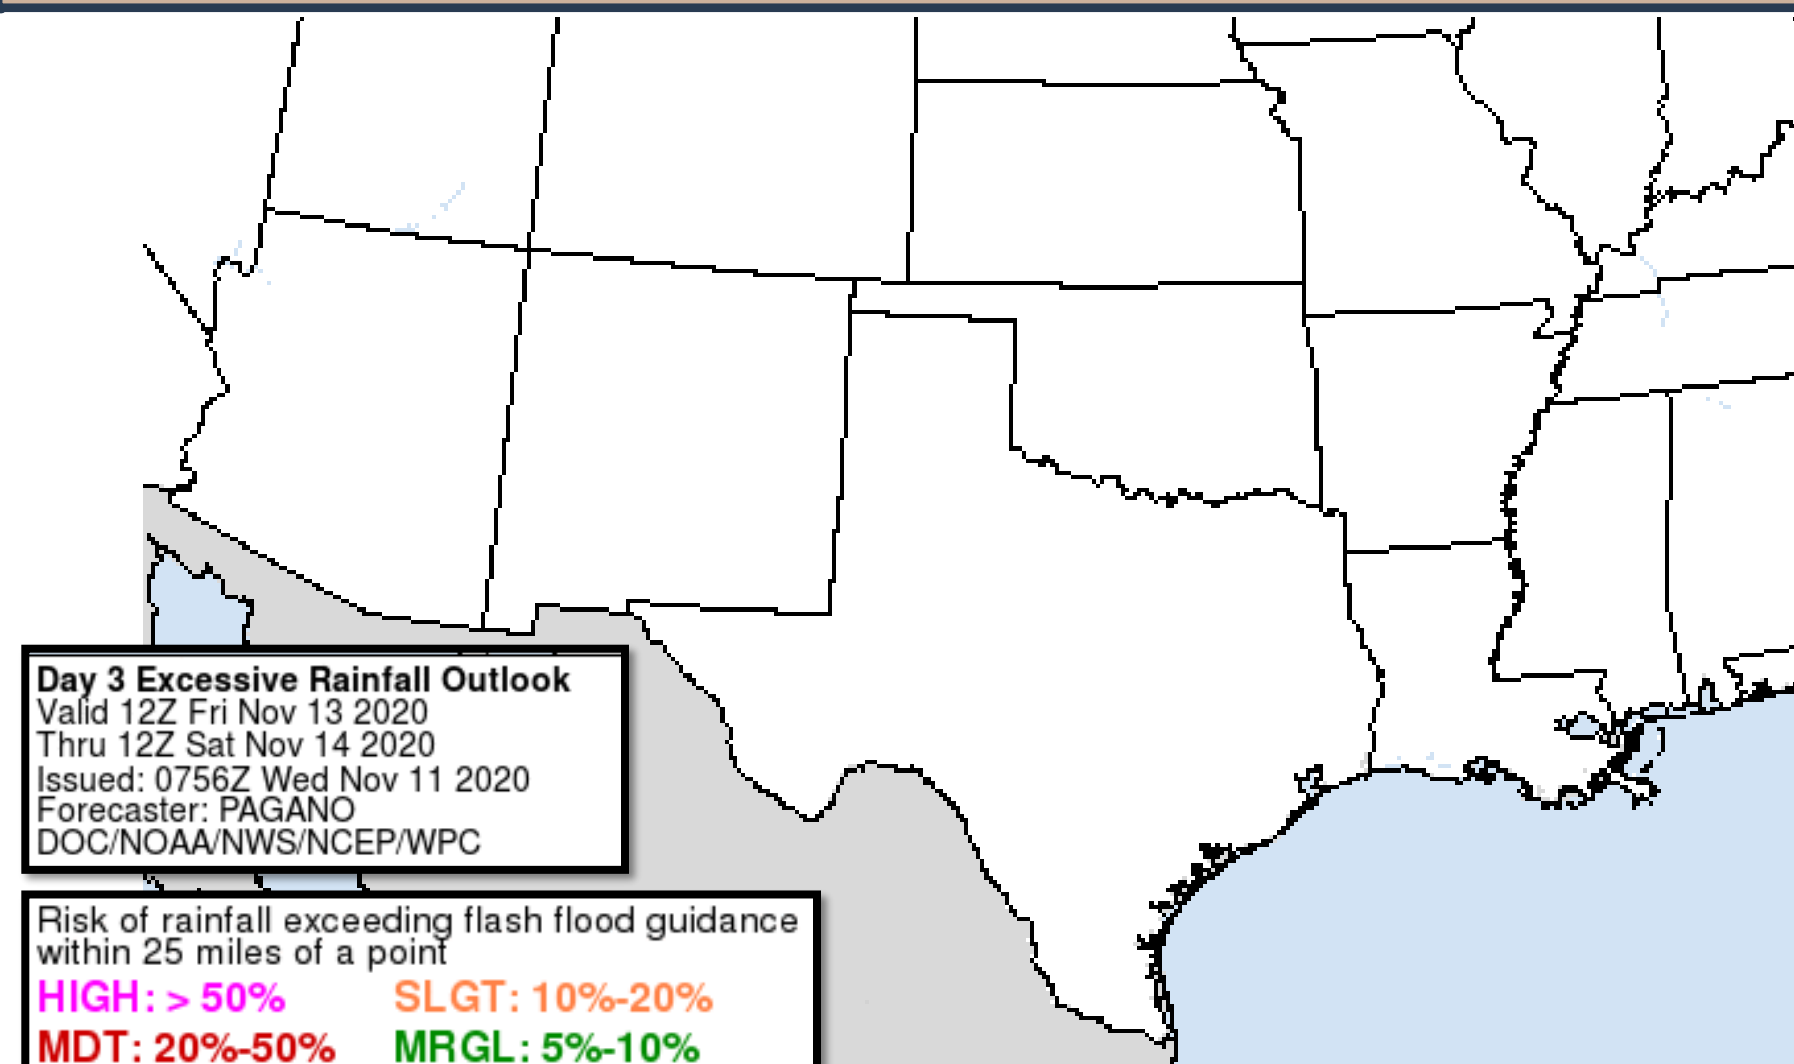 Day 3 Excessive Rainfall Outlook
Valid 12Z Fri Nov 13 2020
Thru 12Z Sat Nov 14 2020
Issued: 0756Z Wed Nov 11 2020
Forecaster: PAGANO
DOC/NOAA/NWS/NCEP/WPC
Risk of rainfall exceeding flash flood guidance
within 25 miles of a point
HIGH: > 50% SLGT: 10%-20%
MDT: 20%-50% MRGL: 5%-10%